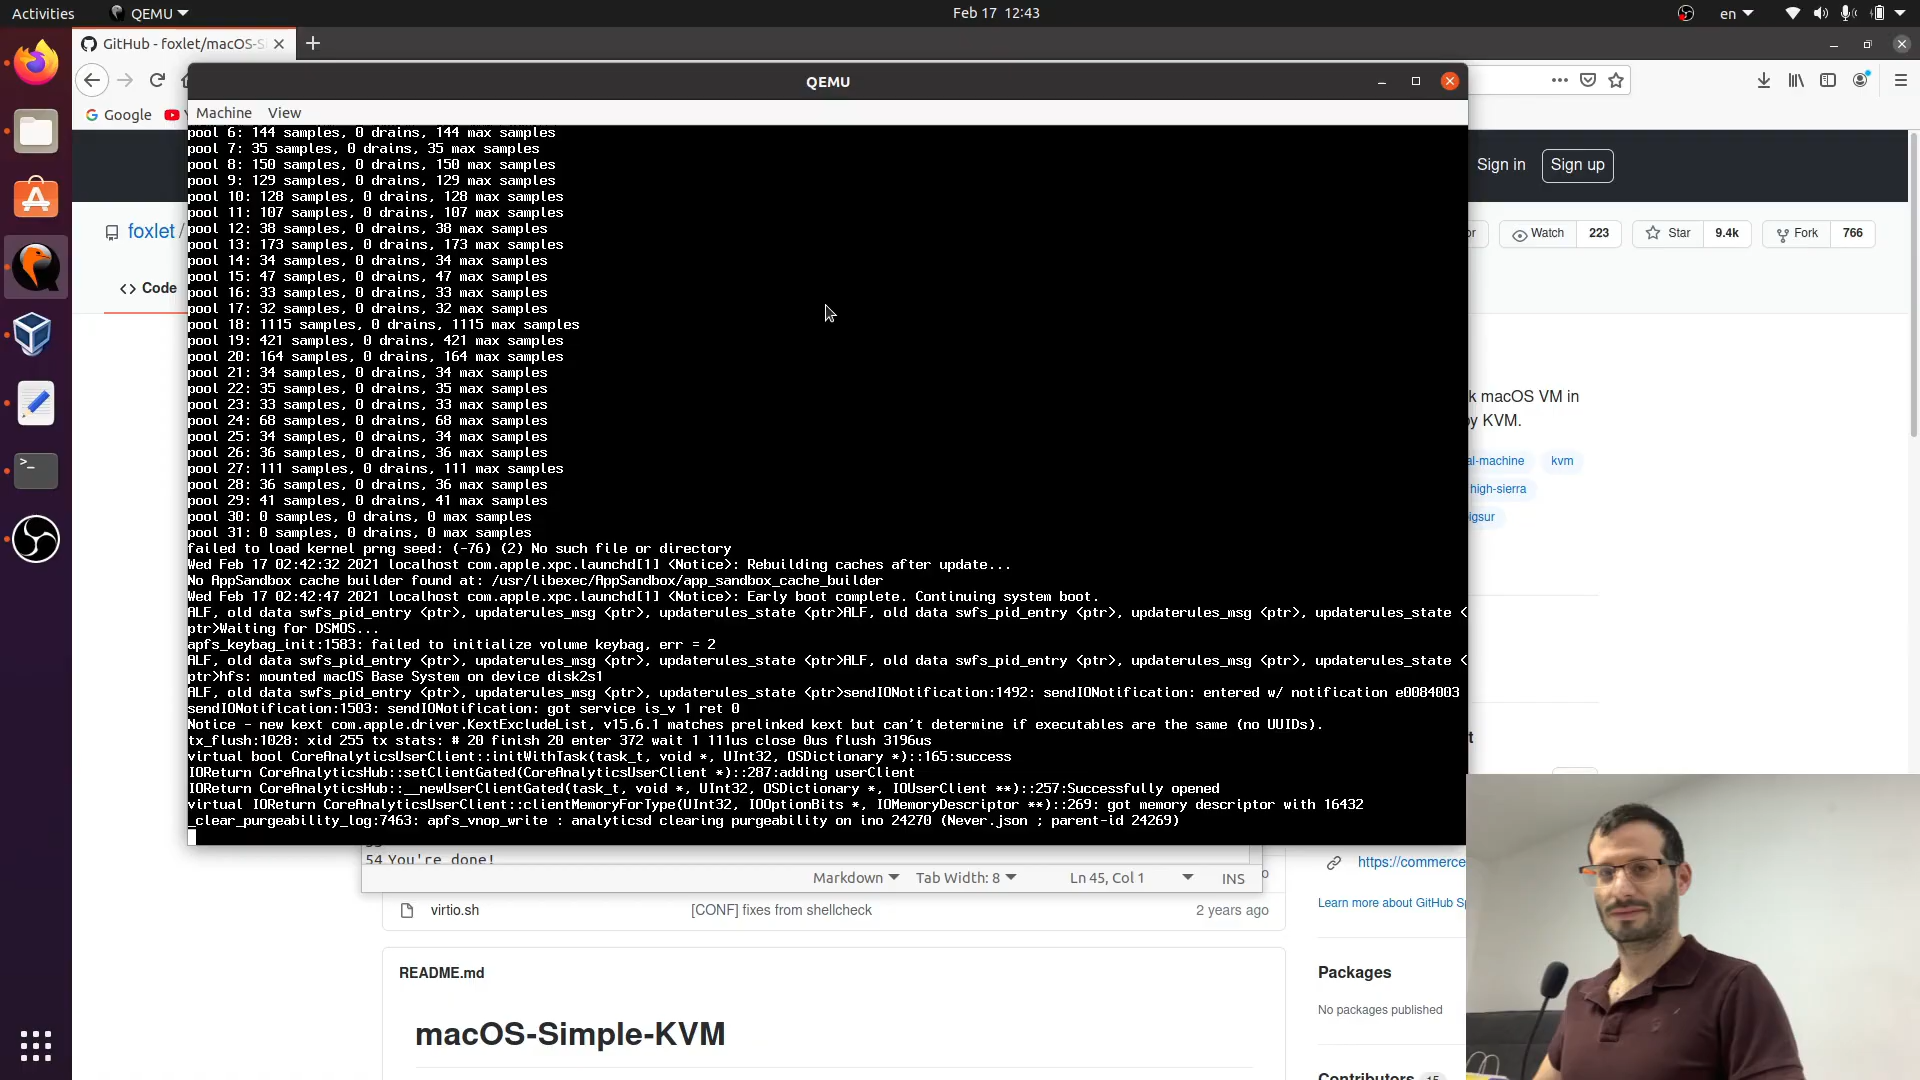 Activities
QEMU
Feb 17 12:43
en
GitHub - foxlet/macOS-S
QEMU
Google
Machine View
pool 6: 144 samples, 0 drains, 144 max samples
pool 7: 35 samples, 0 drains, 35 max samples
pool 8: 150 samples, 0 drains, 150 max samples
pool 9: 129 samples, 0 drains, 129 max samples
pool 10: 128 samples, 0 drains, 128 max samples
pool 11: 107 samples, 0 drains, 107 max samples
pool 12: 38 samples, 0 drains, 38 max samples
pool 13: 173 samples, 0 drains, 173 max samples
pool 14: 34 samples, 0 drains, 34 max samples
pool 15: 47 samples, 0 drains, 47 max samples
pool 16: 33 samples, 0 drains, 33 max samples
pool 17: 32 samples, 0 drains, 32 max samples
pool 18: 1115 samples, 0 drains, 1115 max samples
pool 19: 421 samples, 0 drains, 421 max samples
pool 20: 164 samples, 0 drains, 164 max samples
pool 21: 34 samples, 0 drains, 34 max samples
pool 22: 35 samples, 0 drains, 35 max samples
pool 23: 33 samples, 0 drains, 33 max samples
pool 24: 68 samples, 0 drains, 68 max samples
pool 25: 34 samples, 0 drains, 34 max samples
pool 26: 36 samples, 0 drains, 36 max samples
pool 27: 111 samples, 0 drains, 111 max samples
pool 28: 36 samples, 0 drains, 36 max samples
pool 29: 41 samples, 0 drains, 41 max samples
pool 30: 0 samples, 0 drains, 0 max samples
pool 31: 0 samples, 0 drains, 0 max samples
failed to load kernel prng seed: (-76) (2) No such file or directory
Wed Feb 17 02:42:32 2021 localhost com.apple.xpc.launchd[1] <Notice>: Rebuilding caches after update...
No AppSandbox cache builder found at: /usr/libexec/AppSandbox/app_sandbox_cache_builder
Wed Feb 17 02:42:47 2021 localhost com.apple.xpc.launchd[1] <Notice>: Early boot complete. Continuing system boot.
ALF, old data swfs_pid_entry <ptr>, updaterules_msg <ptr>, updaterules_state <ptr>ALF, old data swfs_pid_entry <ptr>, updaterules_msg <ptr>, updaterules_state <
ptr>Waiting for DSMOS...
apfs_keybag_init:1583: failed to initialize volume keybag, err = 2
ALF, old data swfs_pid_entry <ptr>, updaterules_msg <ptr>, updaterules_state <ptr>ALF, old data swfs_pid_entry <ptr>, updaterules_msg <ptr>, updaterules_state <
ptr>hfs: mounted macOS Base System on device disk2s1
ALF, old data swfs_pid_entry <ptr>, updaterules_msg <ptr>, updaterules_state <ptr>sendIONotification:1492: sendIONotification: entered w/ notification e0084003
sendIONotification:1503: sendIONotification: got service is_v 1 ret 0
Notice - new kext com.apple.driver.KextExcludeList, v15.6.1 matches prelinked kext but can't determine if executables are the same (no UUIDs).
tx_flush:1028: xid 255 tx stats: # 20 finish 20 enter 372 wait 1 111us close 0us flush 3196us
virtual bool CoreAnalyticsUserClient::initWithTask(task_t, void *, UInt32, OSDictionary *)::165:success
IOReturn CoreAnalyticsHub::setClientGated(CoreAnalyticsUserClient *)::287:adding userClient
IOReturn CoreAnalyticsHub::__newUserClientGated(task_t, void *, UInt32, OSDictionary *, IOUserClient **)::257:Successfully opened
virtual IOReturn CoreAnalyticsUserClient::clientMemoryForType(UInt32, IOOptionBits *, IOMemoryDescriptor **)::269: got memory descriptor with 16432
_clear_purgeability_log:7463: apfs_vnop_write : analyticsd clearing purgeability on ino 24270 (Never.json ; parent-id 24269)
Sign in Sign up
foxlet /
Watch 223
Star 9.4k
Fork 766
Code
k macOS VM in
by KVM.
al-machine kvm
high-sierra
igsur
54 You're done!
Markdown Tab Width: 8 Ln 45, Col 1 INS
https://commerce
virtio.sh [CONF] fixes from shellcheck 2 years ago
Learn more about GitHub Sp
README.md
Packages
No packages published
macOS-Simple-KVM
Contributors 15